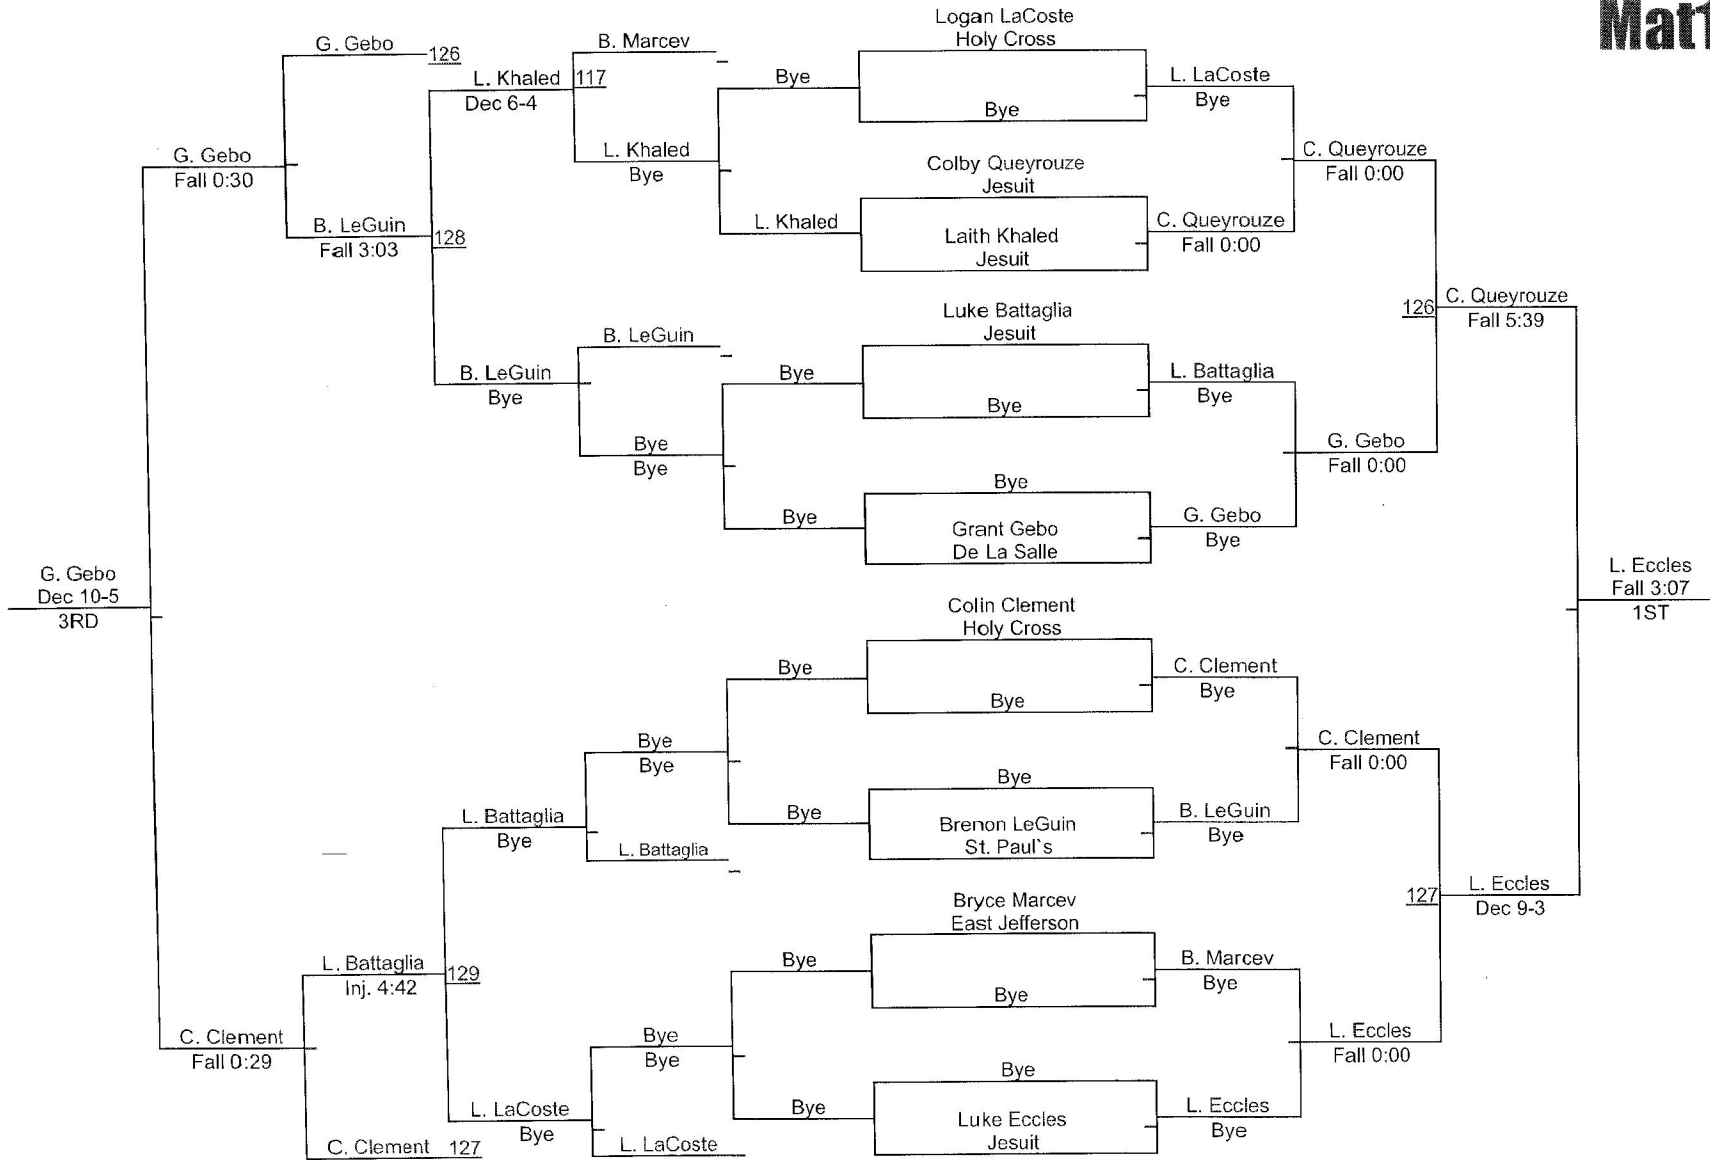 Mat1
Logan LaCoste
Holy Cross
Bye
L. LaCoste
Bye
Colby Queyrouze
Jesuit
Laith Khaled
Jesuit
C. Queyrouze
Fall 0:00
C. Queyrouze
Fall 0:00
Luke Battaglia
Jesuit
Bye
L. Battaglia
Bye
Bye
Grant Gebo
De La Salle
G. Gebo
Bye
G. Gebo
Fall 0:00
126
C. Queyrouze
Fall 5:39
Colin Clement
Holy Cross
Bye
C. Clement
Bye
Bye
Brenon LeGuin
St. Paul`s
B. LeGuin
Bye
C. Clement
Fall 0:00
Bryce Marcev
East Jefferson
Bye
B. Marcev
Bye
Bye
Luke Eccles
Jesuit
L. Eccles
Bye
L. Eccles
Fall 0:00
127
L. Eccles
Dec 9-3
L. Eccles
Fall 3:07
1ST
G. Gebo
126
B. Marcev
L. Khaled
117
Dec 6-4
Bye
L. Khaled
Bye
L. Khaled
G. Gebo
Fall 0:30
B. LeGuin
Fall 3:03
128
B. LeGuin
B. LeGuin
Bye
Bye
Bye
Bye
Bye
G. Gebo
Dec 10-5
3RD
Bye
Bye
Bye
Bye
L. Battaglia
Bye
L. Battaglia
L. Battaglia
Inj. 4:42
129
Bye
Bye
Bye
Bye
C. Clement
Fall 0:29
L. LaCoste
Bye
L. LaCoste
C. Clement
127